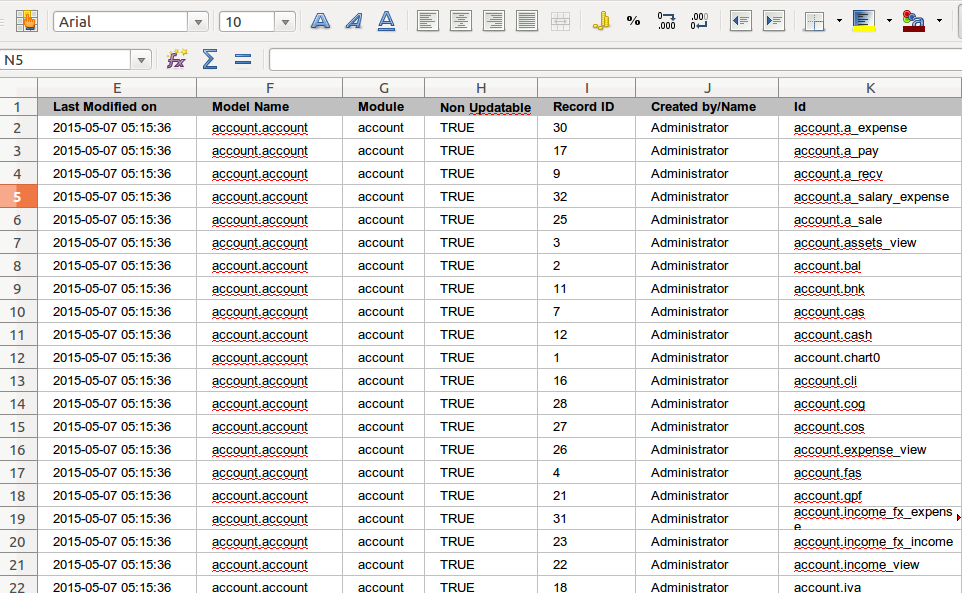 Arial 10 A A A % 0 .000 .000 0
N5 fx Σ =
E F G H I J K
1 Last Modified on Model Name Module Non Updatable Record ID Created by/Name Id
2 2015-05-07 05:15:36 account.account account TRUE 30 Administrator account.a_expense
3 2015-05-07 05:15:36 account.account account TRUE 17 Administrator account.a_pay
4 2015-05-07 05:15:36 account.account account TRUE 9 Administrator account.a_recv
5 2015-05-07 05:15:36 account.account account TRUE 32 Administrator account.a_salary_expense
6 2015-05-07 05:15:36 account.account account TRUE 25 Administrator account.a_sale
7 2015-05-07 05:15:36 account.account account TRUE 3 Administrator account.assets_view
8 2015-05-07 05:15:36 account.account account TRUE 2 Administrator account.bal
9 2015-05-07 05:15:36 account.account account TRUE 11 Administrator account.bnk
10 2015-05-07 05:15:36 account.account account TRUE 7 Administrator account.cas
11 2015-05-07 05:15:36 account.account account TRUE 12 Administrator account.cash
12 2015-05-07 05:15:36 account.account account TRUE 1 Administrator account.chart0
13 2015-05-07 05:15:36 account.account account TRUE 16 Administrator account.cli
14 2015-05-07 05:15:36 account.account account TRUE 28 Administrator account.cog
15 2015-05-07 05:15:36 account.account account TRUE 27 Administrator account.cos
16 2015-05-07 05:15:36 account.account account TRUE 26 Administrator account.expense_view
17 2015-05-07 05:15:36 account.account account TRUE 4 Administrator account.fas
18 2015-05-07 05:15:36 account.account account TRUE 21 Administrator account.gpf
19 2015-05-07 05:15:36 account.account account TRUE 31 Administrator account.income_fx_expens
e
20 2015-05-07 05:15:36 account.account account TRUE 23 Administrator account.income_fx_income
21 2015-05-07 05:15:36 account.account account TRUE 22 Administrator account.income_view
22 2015-05-07 05:15:36 account.account account TRUE 18 Administrator account.iva